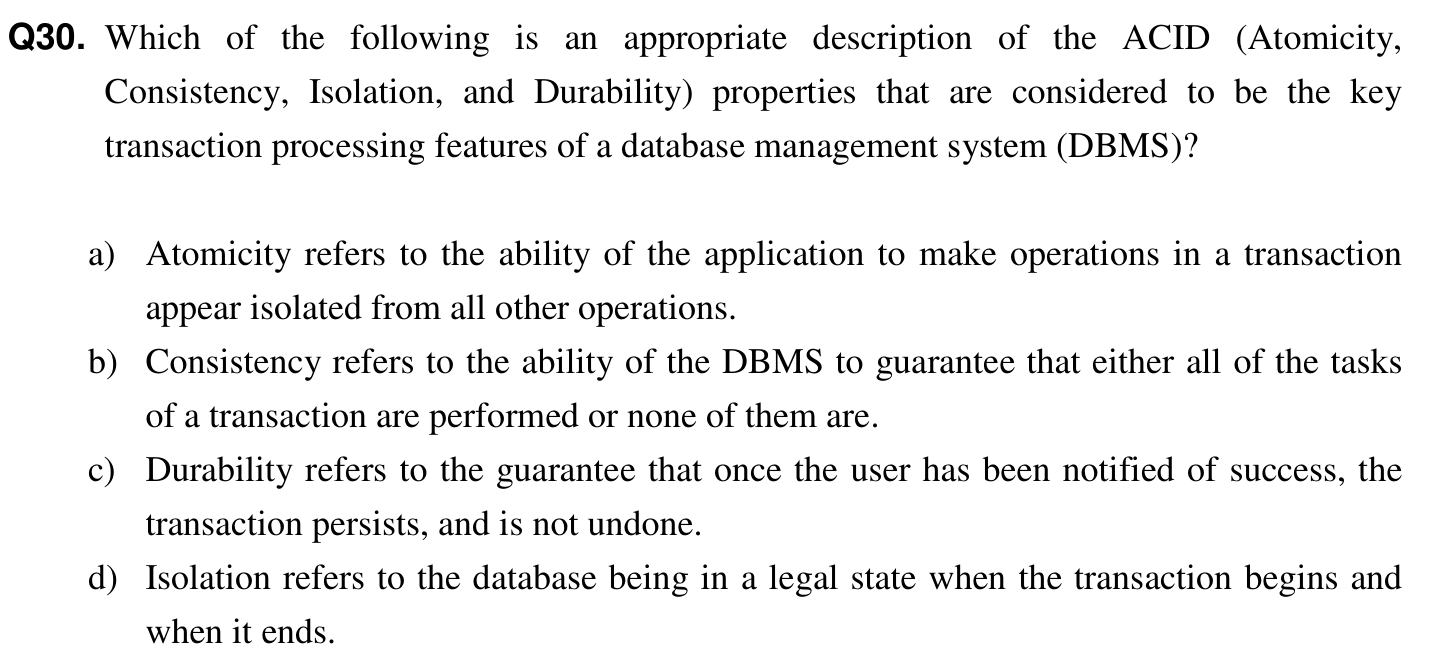 Q30. Which of the following is an appropriate description of the ACID (Atomicity,
Consistency, Isolation, and Durability) properties that are considered to be the key
transaction processing features of a database management system (DBMS)?
a) Atomicity refers to the ability of the application to make operations in a transaction
appear isolated from all other operations.
b) Consistency refers to the ability of the DBMS to guarantee that either all of the tasks
of a transaction are performed or none of them are.
c) Durability refers to the guarantee that once the user has been notified of success, the
transaction persists, and is not undone.
d) Isolation refers to the database being in a legal state when the transaction begins and
when it ends.